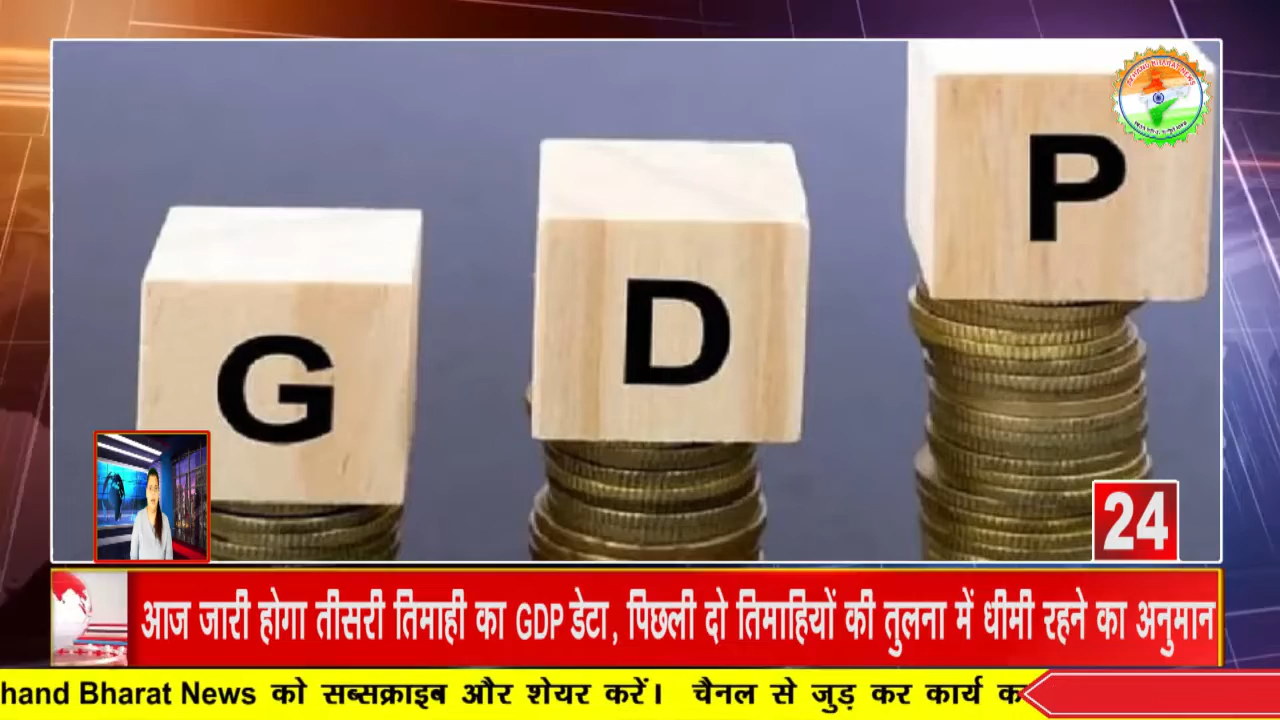 G
D
P
24
आज जारी होगा तीसरी तिमाही का GDP डेटा, पिछली दो तिमाहियों की तुलना में धीमी रहने का अनुमान
hand Bharat News को सब्सक्राइब और शेयर करें। चैनल से जुड़ कर कार्य क